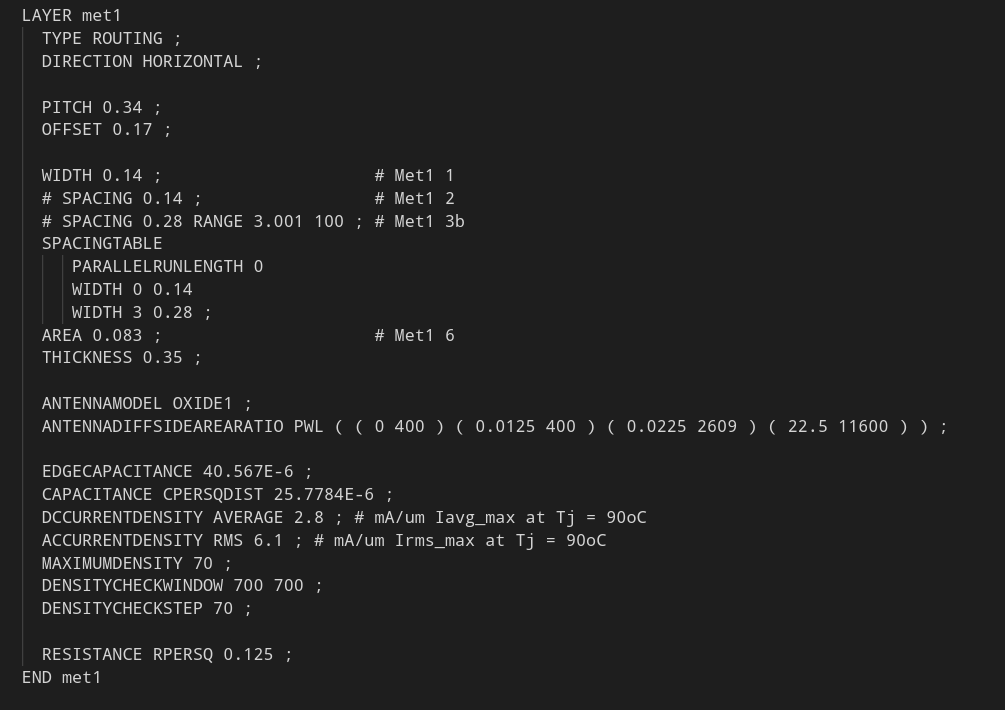 LAYER met1
TYPE ROUTING ;
DIRECTION HORIZONTAL ;
PITCH 0.34 ;
OFFSET 0.17 ;
WIDTH 0.14 ; # Met1 1
# SPACING 0.14 ; # Met1 2
# SPACING 0.28 RANGE 3.001 100 ; # Met1 3b
SPACINGTABLE
PARALLELRUNLENGTH 0
WIDTH 0 0.14
WIDTH 3 0.28 ;
AREA 0.083 ; # Met1 6
THICKNESS 0.35 ;
ANTENNAMODEL OXIDE1 ;
ANTENNADIFFSIDEAREARATIO PWL ( ( 0 400 ) ( 0.0125 400 ) ( 0.0225 2609 ) ( 22.5 11600 ) ) ;
EDGECAPACITANCE 40.567E-6 ;
CAPACITANCE CPERSQDIST 25.7784E-6 ;
DCCURRENTDENSITY AVERAGE 2.8 ; # mA/um Iavg_max at Tj = 90oC
ACCURRENTDENSITY RMS 6.1 ; # mA/um Irms_max at Tj = 90oC
MAXIMUMDENSITY 70 ;
DENSITYCHECKWINDOW 700 700 ;
DENSITYCHECKSTEP 70 ;
RESISTANCE RPERSQ 0.125 ;
END met1